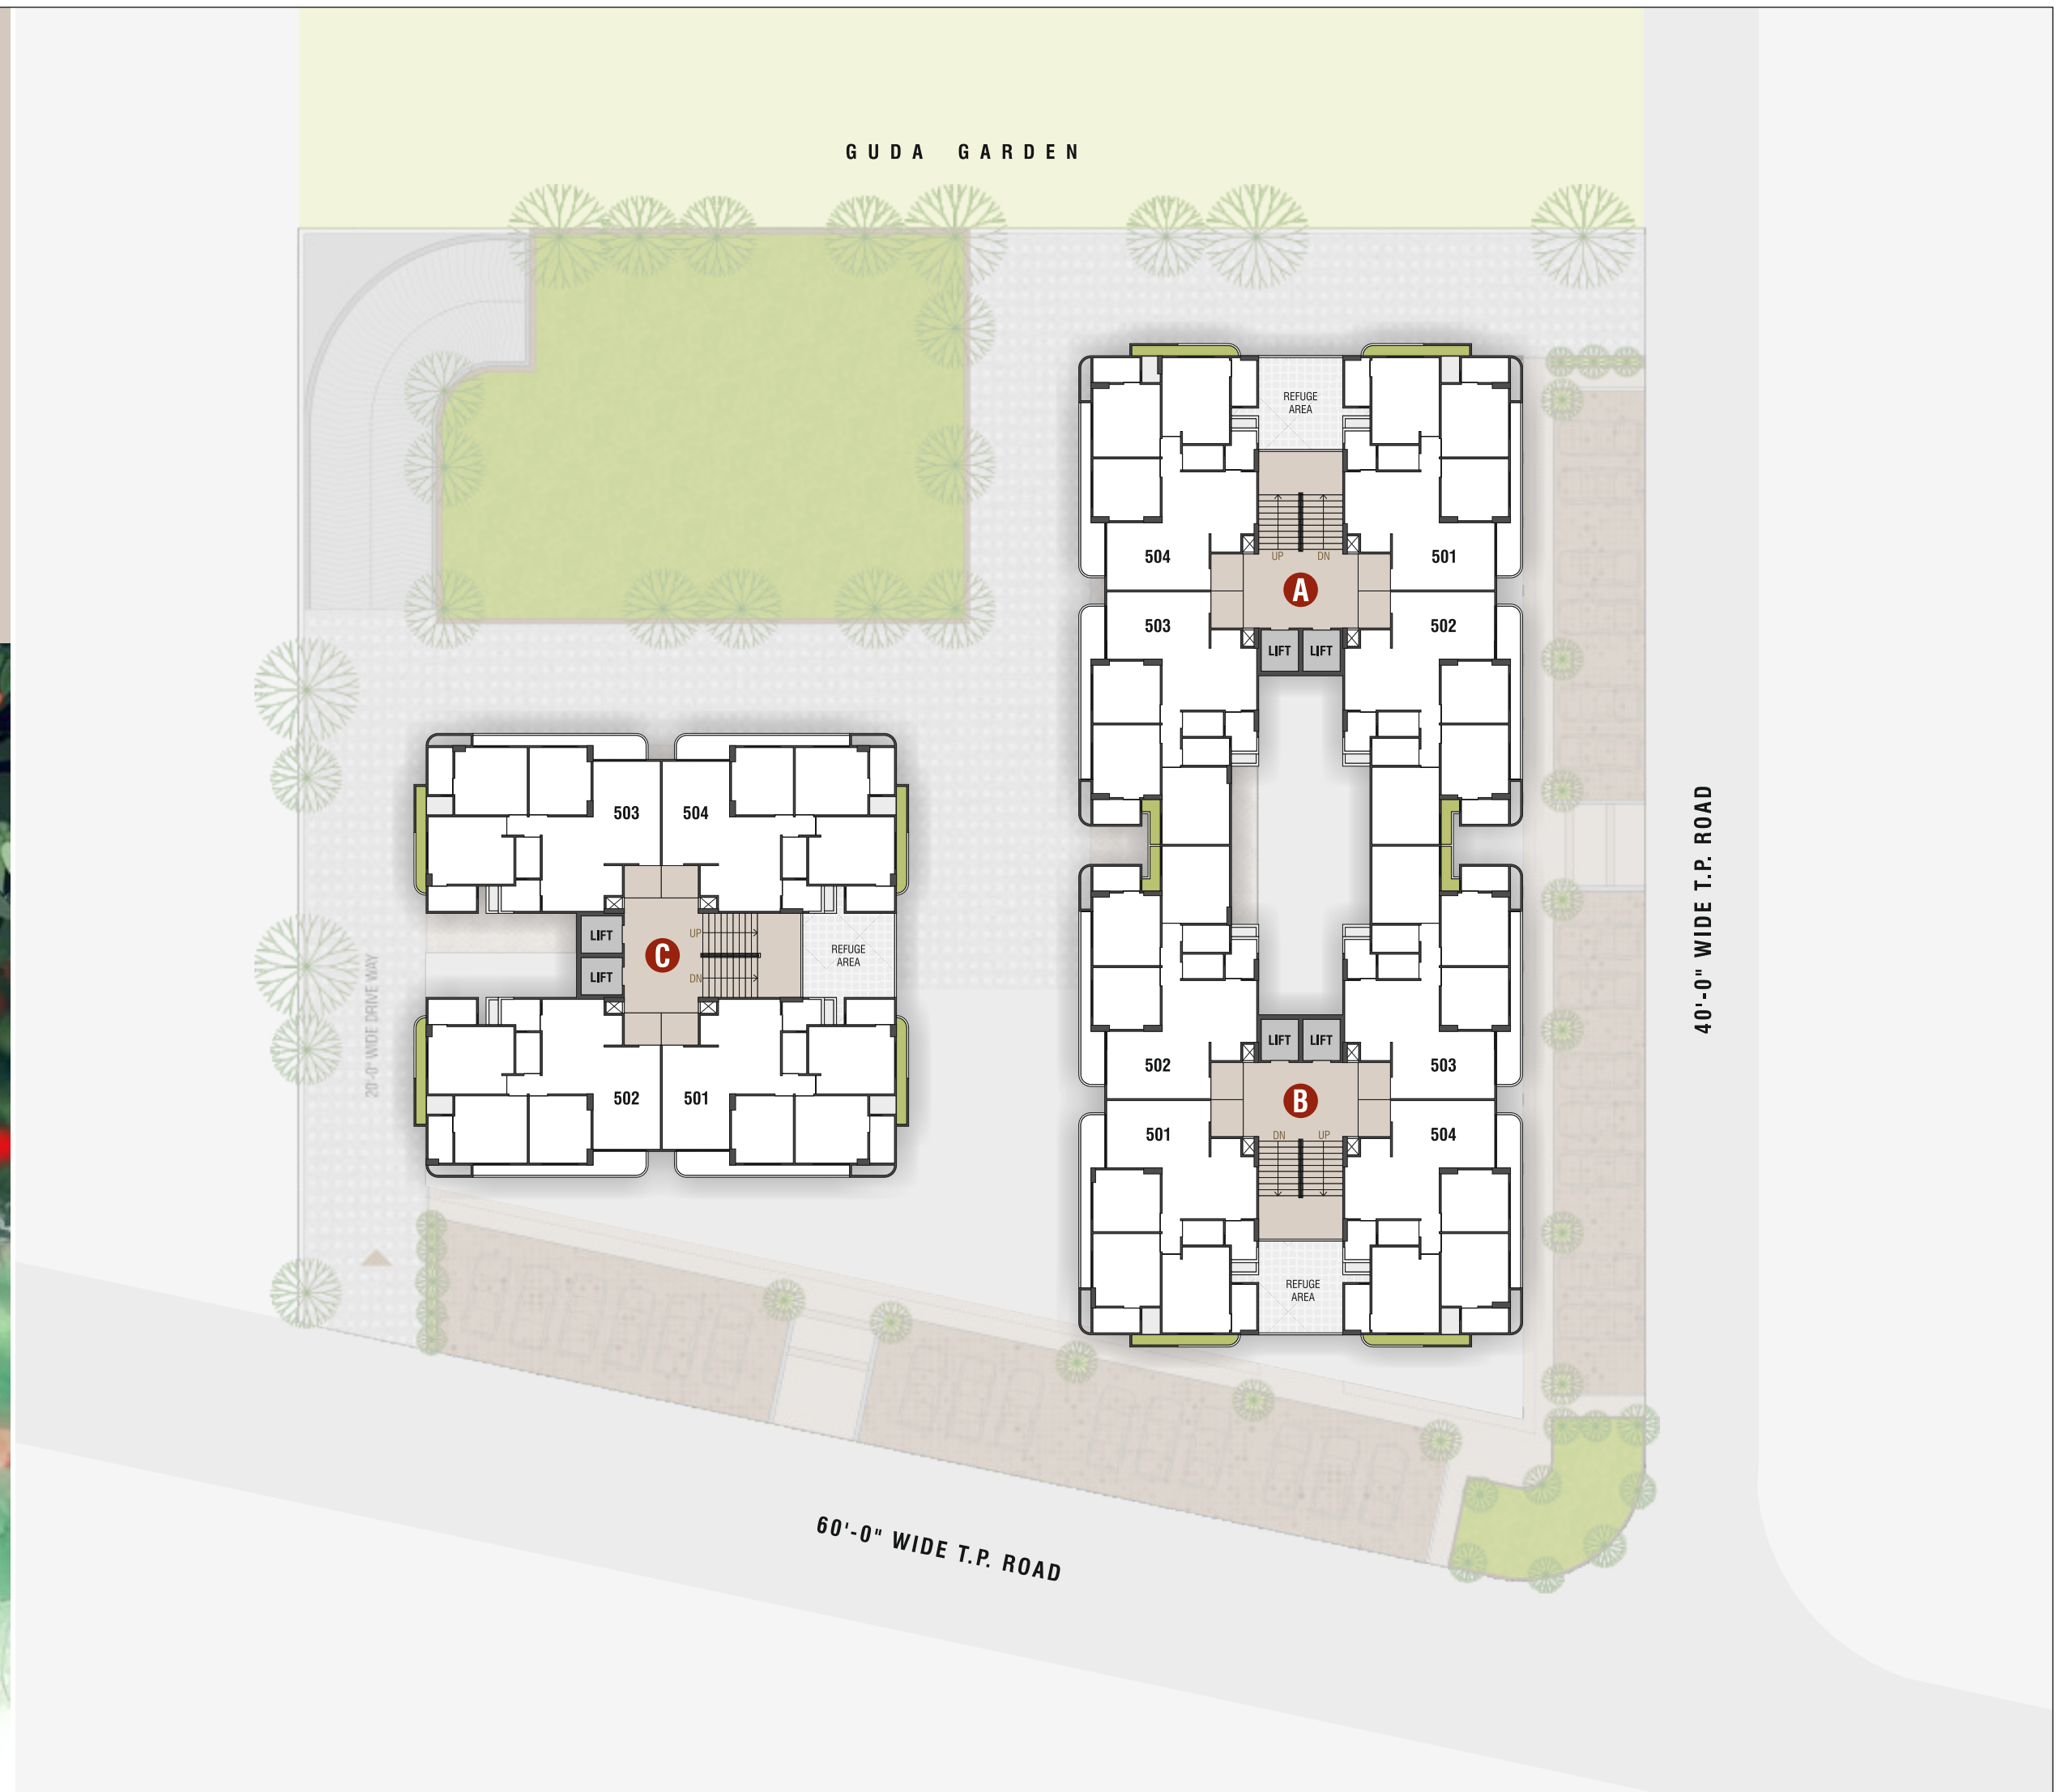 GUDA GARDEN
REFUGE
AREA
504
501
UP
DN
A
503
502
LIFT
LIFT
40'-0" WIDE T.P. ROAD
503
504
LIFT
UP
C
REFUGE
AREA
LIFT
DN
20'-0" WIDE DRIVE WAY
502
501
LIFT
LIFT
502
503
B
501
504
DN
UP
REFUGE
AREA
60'-0" WIDE T.P. ROAD